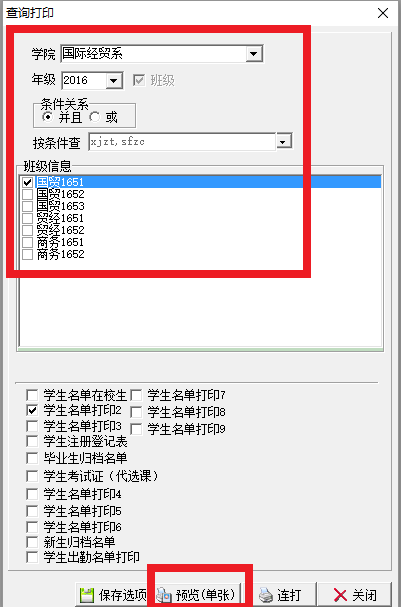 查询打印
学院 国际经贸系
年级 2016 班级
条件关系
并且 或
按条件查 xjzt,sfzc
班级信息
国贸1651
国贸1652
国贸1653
贸经1651
贸经1652
商务1651
商务1652
学生名单在校生 学生名单打印7
学生名单打印2 学生名单打印8
学生名单打印3 学生名单打印9
学生注册登记表
毕业生归档名单
学生考试证（代选课）
学生名单打印4
学生名单打印5
学生名单打印6
新生归档名单
学生出勤名单打印
保存选项 预览(单张) 连打 关闭